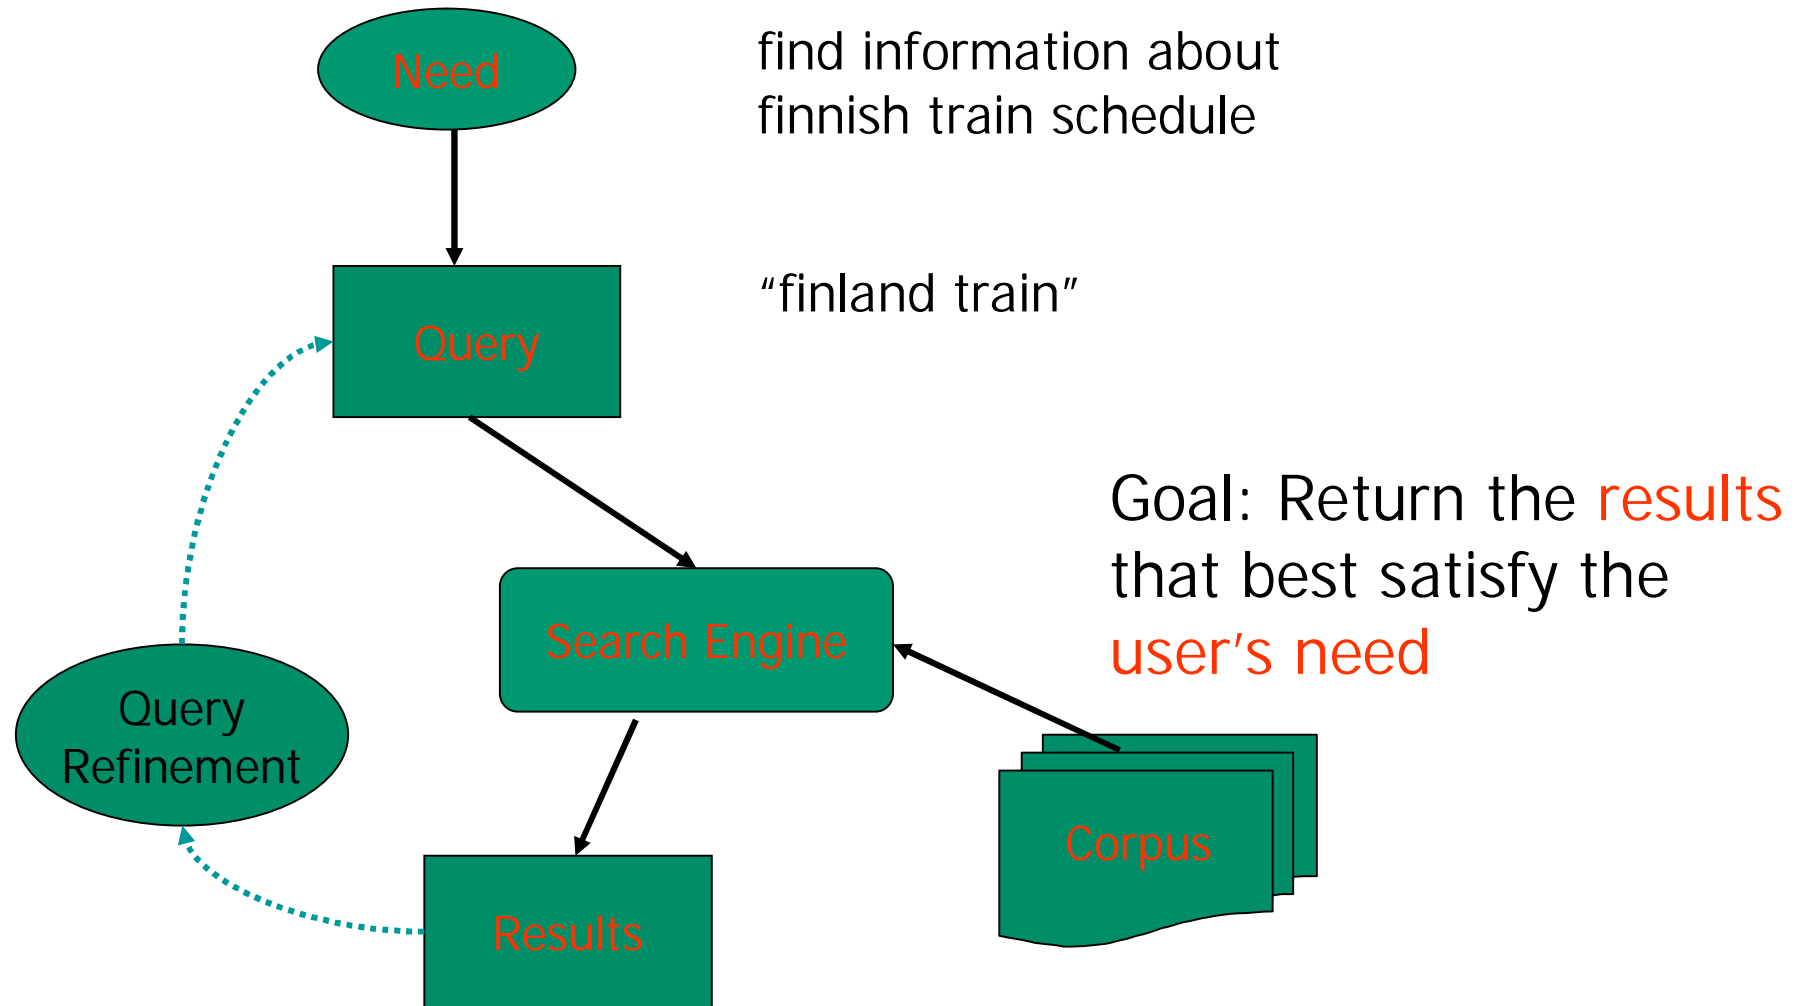 Need
find information about
finnish train schedule
“finland train”
Query
Goal: Return the results
that best satisfy the
user’s need
Search Engine
Query
Refinement
Corpus
Results